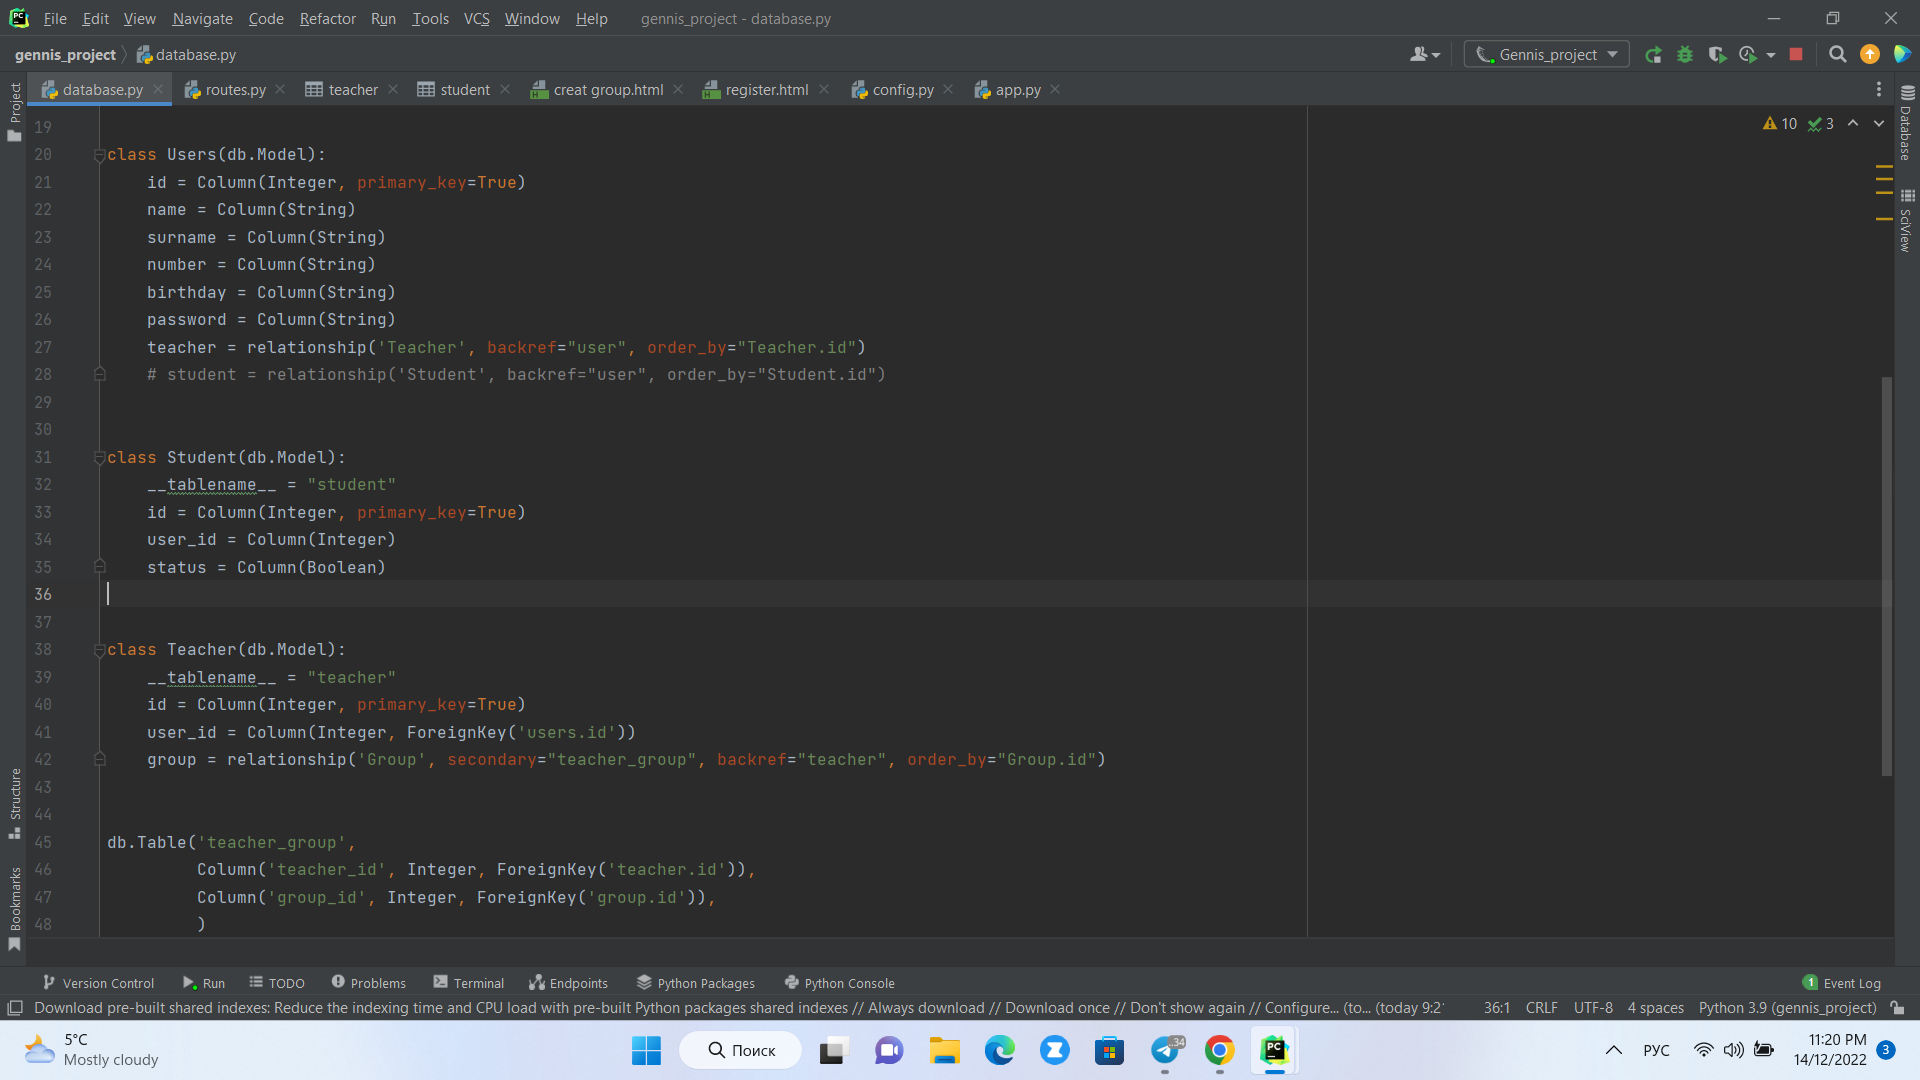 PC File Edit View Navigate Code Refactor Run Tools VCS Window Help gennis_project - database.py
gennis_project database.py Gennis_project
database.py routes.py teacher student creat group.html register.html config.py app.py
10 3
19
20 class Users(db.Model):
21 id = Column(Integer, primary_key=True)
22 name = Column(String)
23 surname = Column(String)
24 number = Column(String)
25 birthday = Column(String)
26 password = Column(String)
27 teacher = relationship('Teacher', backref="user", order_by="Teacher.id")
28 # student = relationship('Student', backref="user", order_by="Student.id")
29
30
31 class Student(db.Model):
32 __tablename__ = "student"
33 id = Column(Integer, primary_key=True)
34 user_id = Column(Integer)
35 status = Column(Boolean)
36
37
38 class Teacher(db.Model):
39 __tablename__ = "teacher"
40 id = Column(Integer, primary_key=True)
41 user_id = Column(Integer, ForeignKey('users.id'))
42 group = relationship('Group', secondary="teacher_group", backref="teacher", order_by="Group.id")
43
44
45 db.Table('teacher_group',
46 Column('teacher_id', Integer, ForeignKey('teacher.id')),
47 Column('group_id', Integer, ForeignKey('group.id')),
48 )
Project
Structure
Bookmarks
Database
SciView
Version Control Run TODO Problems Terminal Endpoints Python Packages Python Console 1 Event Log
Download pre-built shared indexes: Reduce the indexing time and CPU load with pre-built Python packages shared indexes // Always download // Download once // Don't show again // Configure... (to... (today 9:2 36:1 CRLF UTF-8 4 spaces Python 3.9 (gennis_project)
5°C
Mostly cloudy
Поиск
34
PC
РУС
11:20 PM
14/12/2022
3